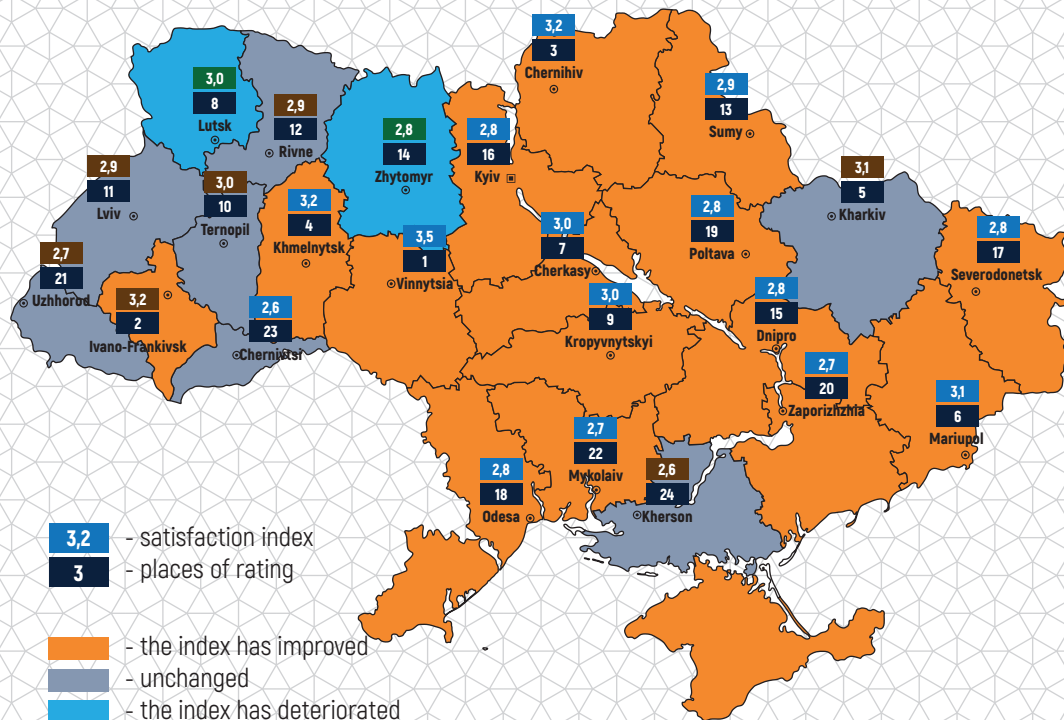 3,2
3
Chernihiv
3,0
8
Lutsk
2,9
12
Rivne
2,8
14
Zhytomyr
2,8
16
Kyiv
2,9
13
Sumy
2,9
11
Lviv
3,0
10
Ternopil
3,2
4
Khmelnytsk
3,5
1
Vinnytsia
3,0
7
Cherkasy
2,8
19
Poltava
3,1
5
Kharkiv
2,8
17
Severodonetsk
2,7
21
Uzhhorod
3,2
2
Ivano-Frankivsk
2,6
23
Chernivtsi
3,0
9
Kropyvnytskyi
2,8
15
Dnipro
2,7
20
Zaporizhzhia
3,1
6
Mariupol
2,8
18
Odesa
2,7
22
Mykolaiv
2,6
24
Kherson
3,2 - satisfaction index
3 - places of rating
- the index has improved
- unchanged
- the index has deteriorated